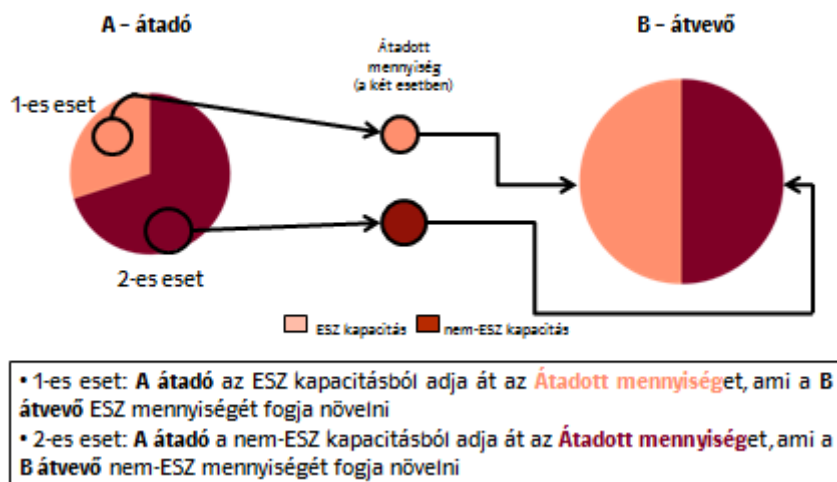 A – átadó
Átadott
mennyiség
(a két esetben)
B – átvevő
1-es eset
2-es eset
ESZ kapacitás
nem-ESZ kapacitás
• 1-es eset: A átadó az ESZ kapacitásból adja át az Átadott mennyiséget, ami a B
átvevő ESZ mennyiségét fogja növelni
• 2-es eset: A átadó a nem-ESZ kapacitásból adja át az Átadott mennyiséget, ami a
B átvevő nem-ESZ mennyiségét fogja növelni